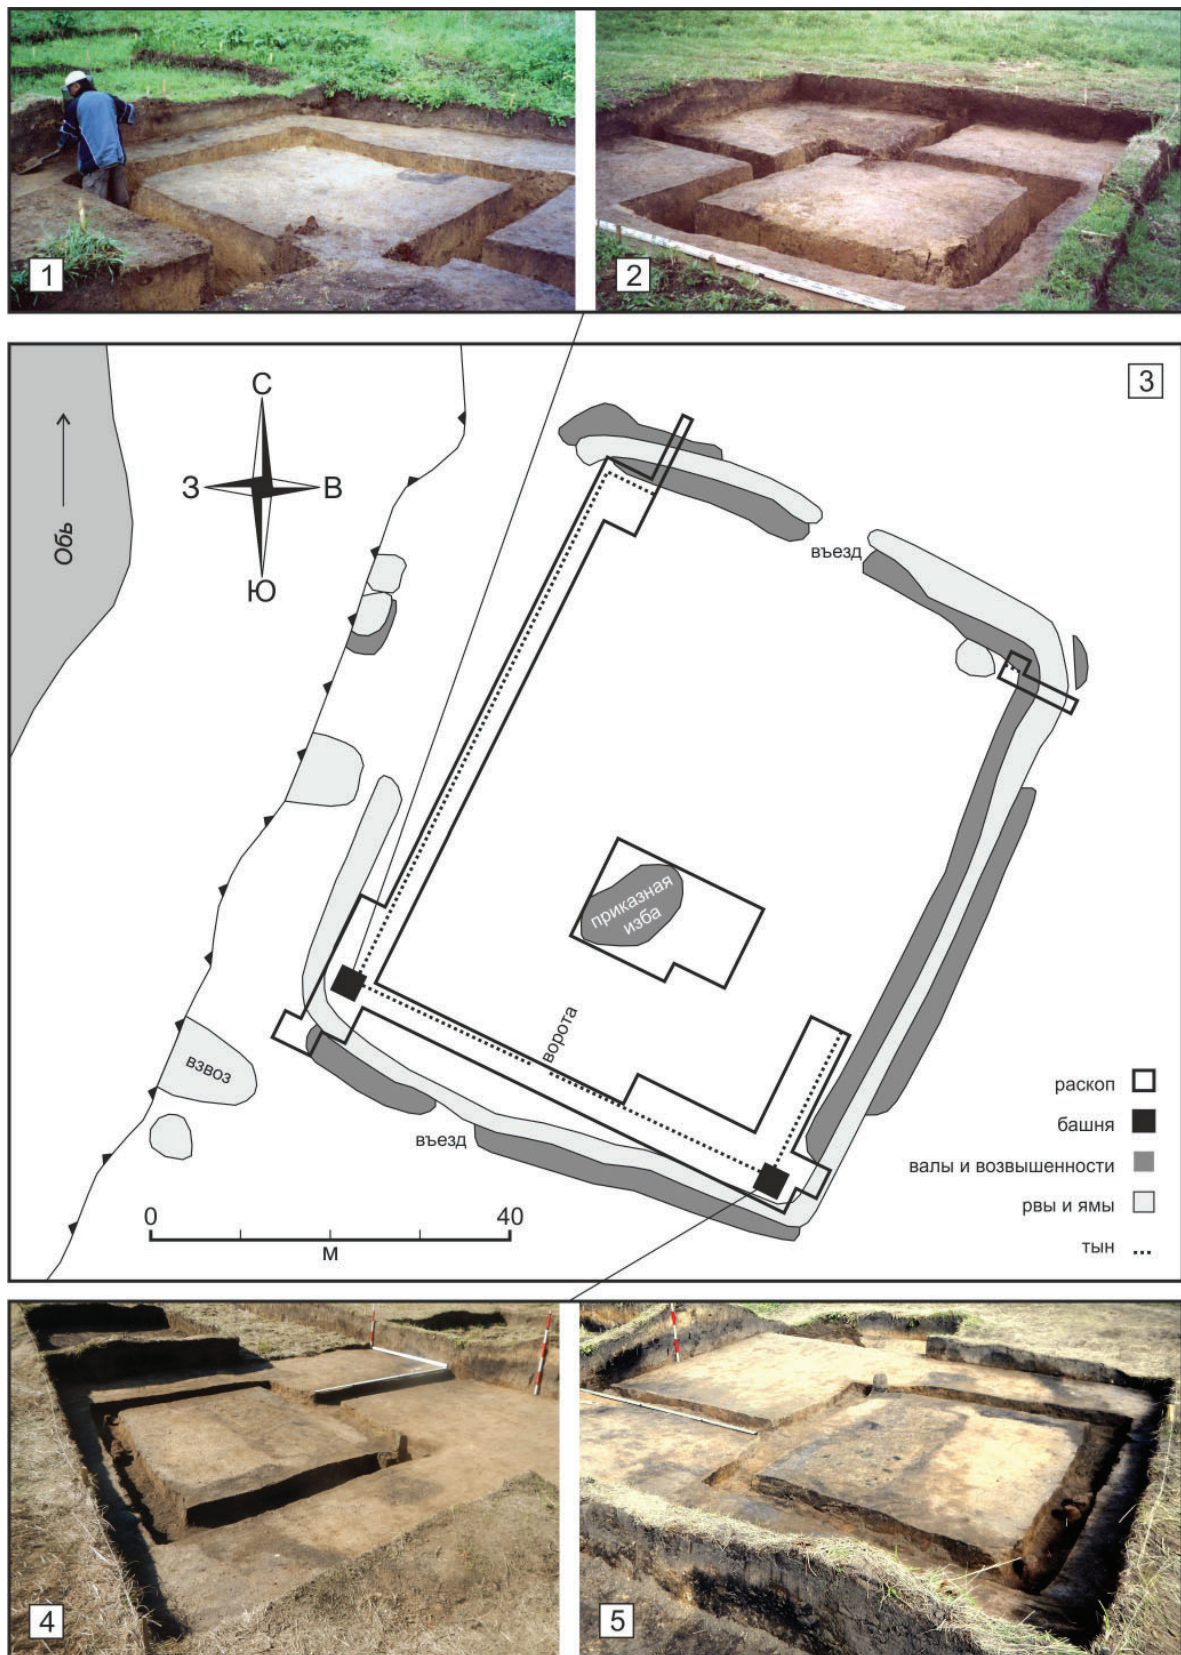 1
2
3
С
З
В
Ю
Обь
въезд
приказная
изба
ворота
взвоз
въезд
0
40
м
раскоп
башня
валы и возвышенности
рвы и ямы
тын
4
5